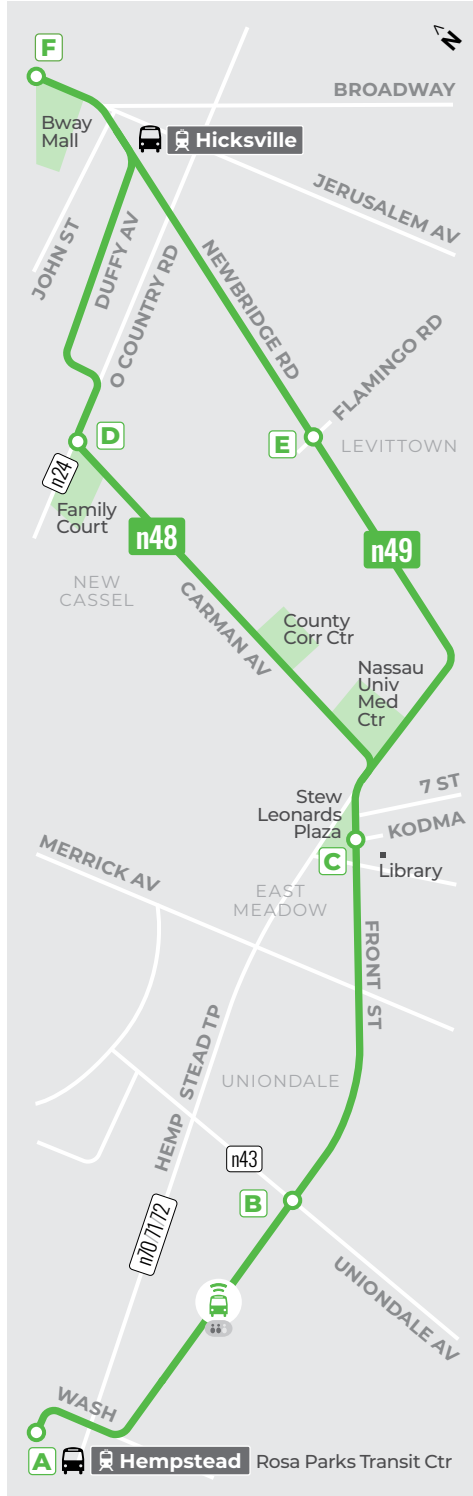 N
F
BROADWAY
Bway
Mall
Hicksville
JERUSALEM AV
JOHN ST
DUFFY AV
O COUNTRY RD
NEWBRIDGE RD
FLAMINGO RD
D
E
LEVITTOWN
n24
Family
Court
n48
n49
NEW
CASSEL
CARMAN AV
County
Corr Ctr
Nassau
Univ
Med
Ctr
7 ST
Stew
Leonards
Plaza
KODMA
C
Library
MERRICK AV
EAST
MEADOW
FRONT ST
HEMP STEAD TP
UNIONDALE
n43
B
n70/71/72
UNIONDALE AV
WASH
A
Hempstead
Rosa Parks Transit Ctr